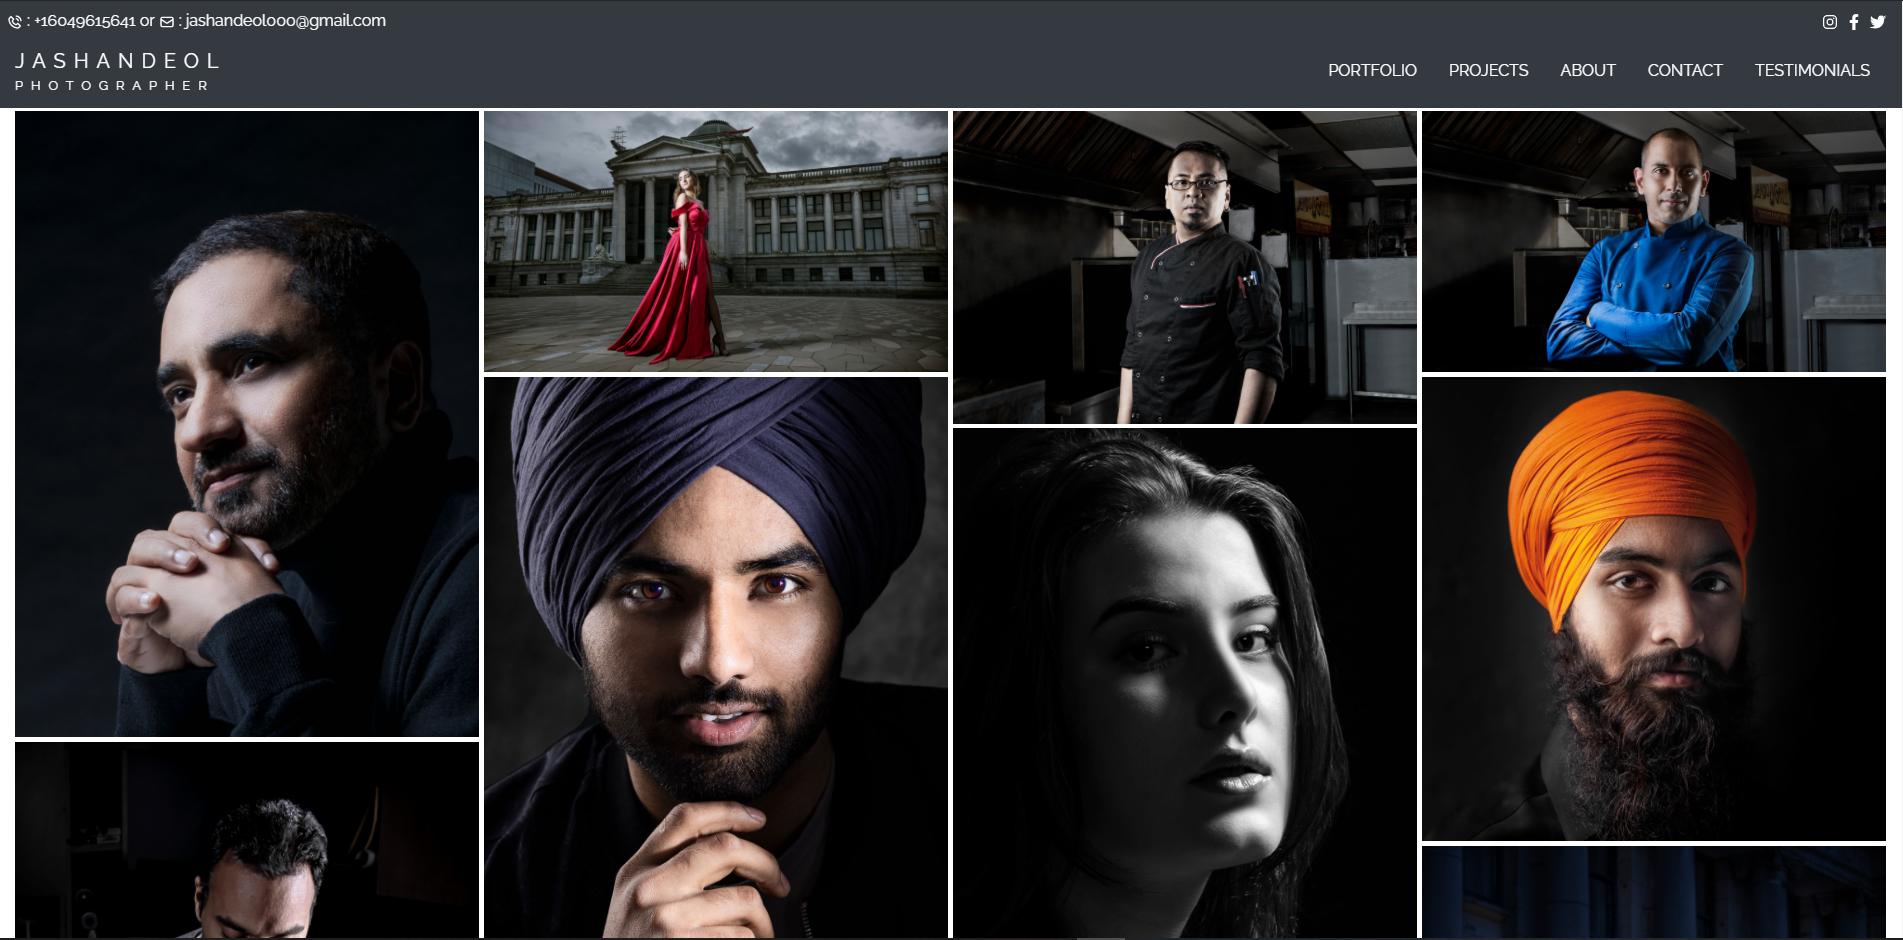 : +16049615641 or : jashandeol000@gmail.com
JASHANDEOL
PHOTOGRAPHER
PORTFOLIO PROJECTS ABOUT CONTACT TESTIMONIALS